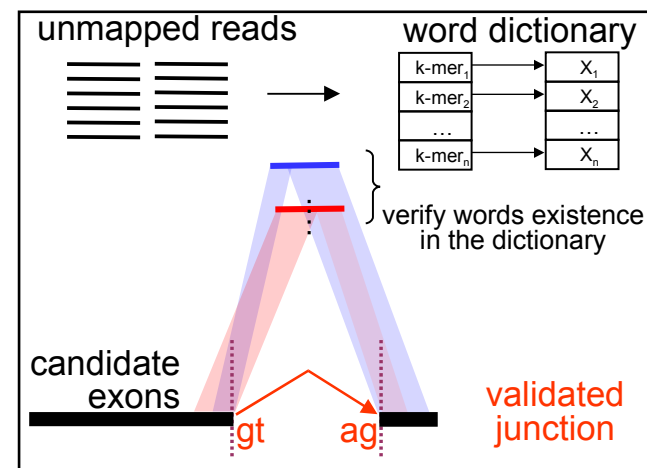 unmapped reads
word dictionary
k-mer₁ X₁
k-mer₂ X₂
... ...
k-merₙ Xₙ
verify words existence
in the dictionary
candidate
exons
gt ag
validated
junction